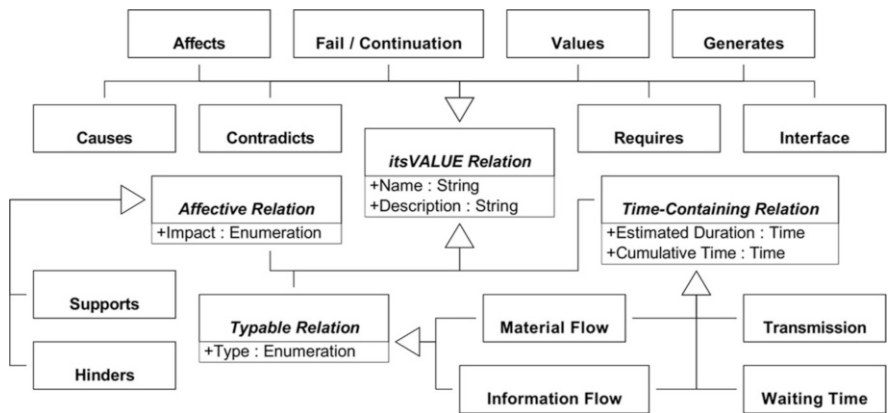 Affects
Fail / Continuation
Values
Generates
Causes
Contradicts
Requires
Interface
itsVALUE Relation
+Name : String
+Description : String
Affective Relation
+Impact : Enumeration
Time-Containing Relation
+Estimated Duration : Time
+Cumulative Time : Time
Supports
Typable Relation
+Type : Enumeration
Material Flow
Transmission
Hinders
Information Flow
Waiting Time